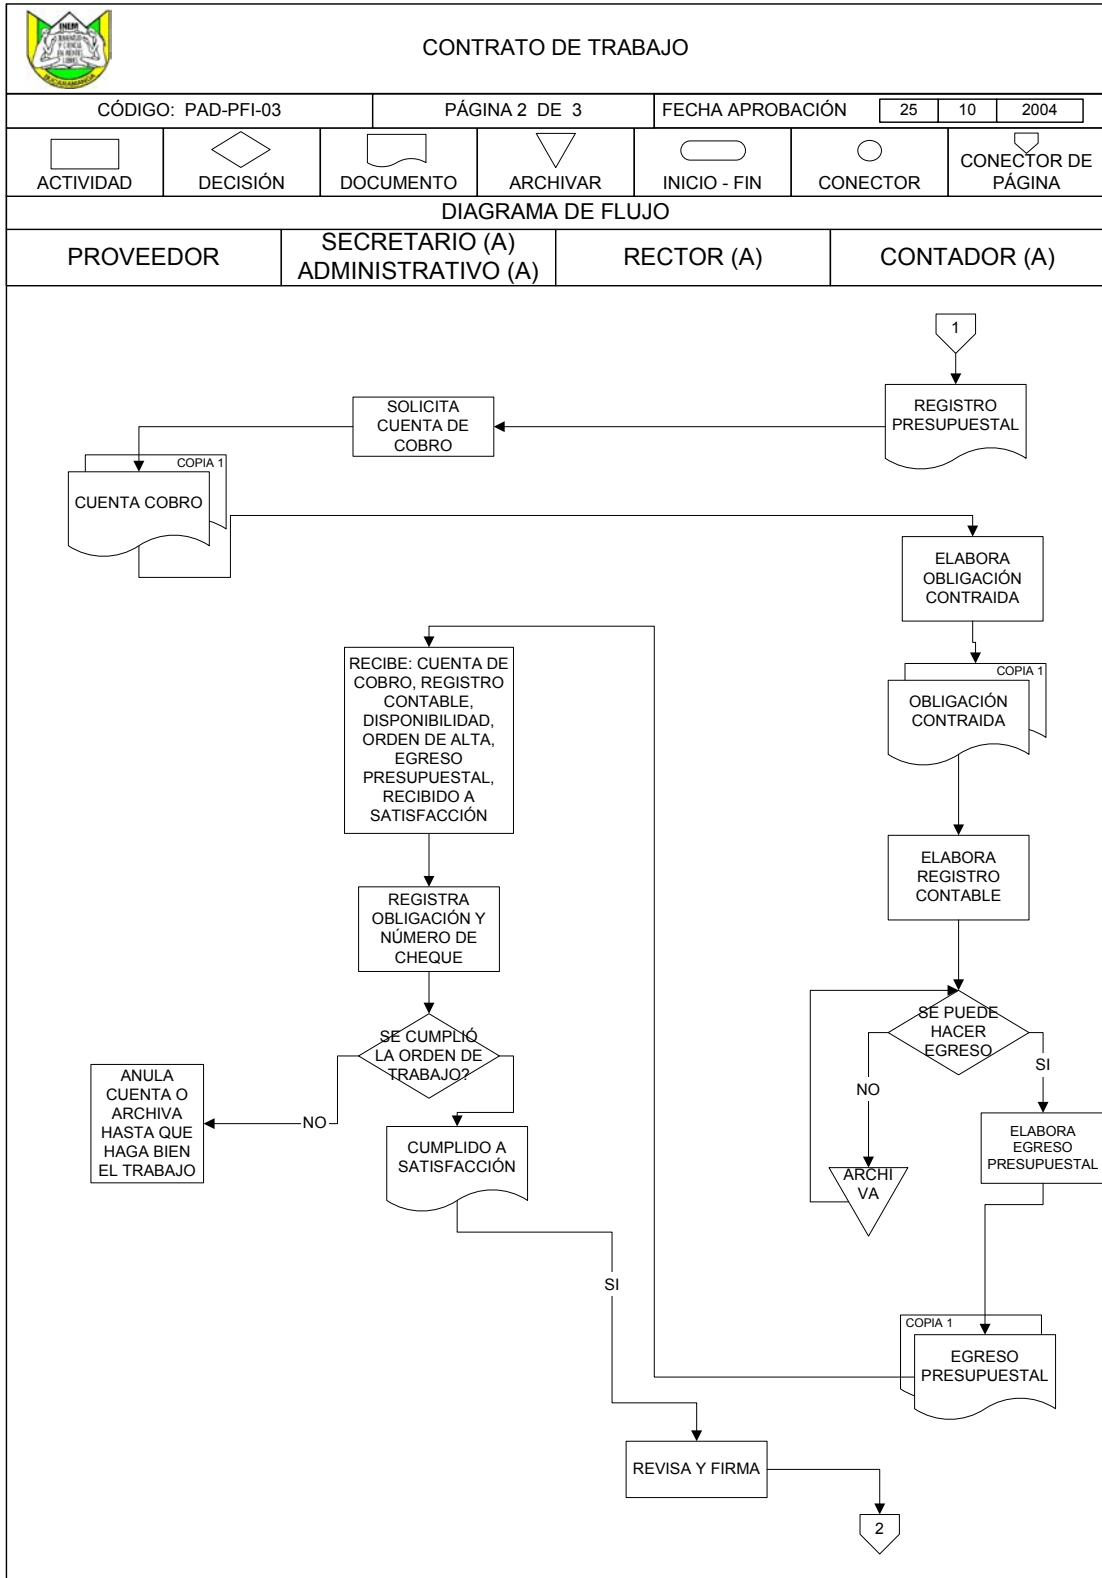 INEM
BUCARAMANGA
CONTRATO DE TRABAJO
CÓDIGO: PAD-PFI-03
PÁGINA 2 DE 3
FECHA APROBACIÓN
25
10
2004
ACTIVIDAD
DECISIÓN
DOCUMENTO
ARCHIVAR
INICIO - FIN
CONECTOR
CONECTOR DE
PÁGINA
DIAGRAMA DE FLUJO
PROVEEDOR
SECRETARIO (A)
ADMINISTRATIVO (A)
RECTOR (A)
CONTADOR (A)
1
REGISTRO
PRESUPUESTAL
SOLICITA
CUENTA DE
COBRO
COPIA 1
CUENTA COBRO
ELABORA
OBLIGACIÓN
CONTRAIDA
COPIA 1
OBLIGACIÓN
CONTRAIDA
RECIBE: CUENTA DE
COBRO, REGISTRO
CONTABLE,
DISPONIBILIDAD,
ORDEN DE ALTA,
EGRESO
PRESUPUESTAL,
RECIBIDO A
SATISFACCIÓN
ELABORA
REGISTRO
CONTABLE
REGISTRA
OBLIGACIÓN Y
NÚMERO DE
CHEQUE
SE PUEDE
HACER
EGRESO
SE CUMPLIÓ
LA ORDEN DE
TRABAJO?
NO
SI
ANULA
CUENTA O
ARCHIVA
HASTA QUE
HAGA BIEN
EL TRABAJO
NO
CUMPLIDO A
SATISFACCIÓN
ELABORA
EGRESO
PRESUPUESTAL
ARCHI
VA
SI
COPIA 1
EGRESO
PRESUPUESTAL
REVISA Y FIRMA
2